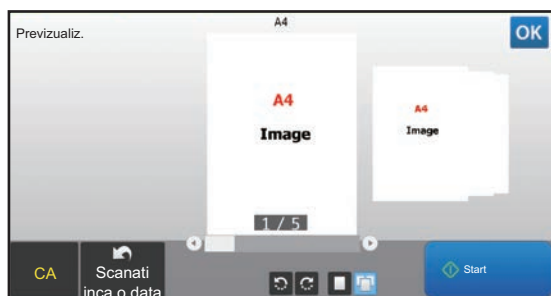 A4
Previzualiz.
OK
A4
Image
A4
Image
1 / 5
CA
Scanati
inca o data
Start